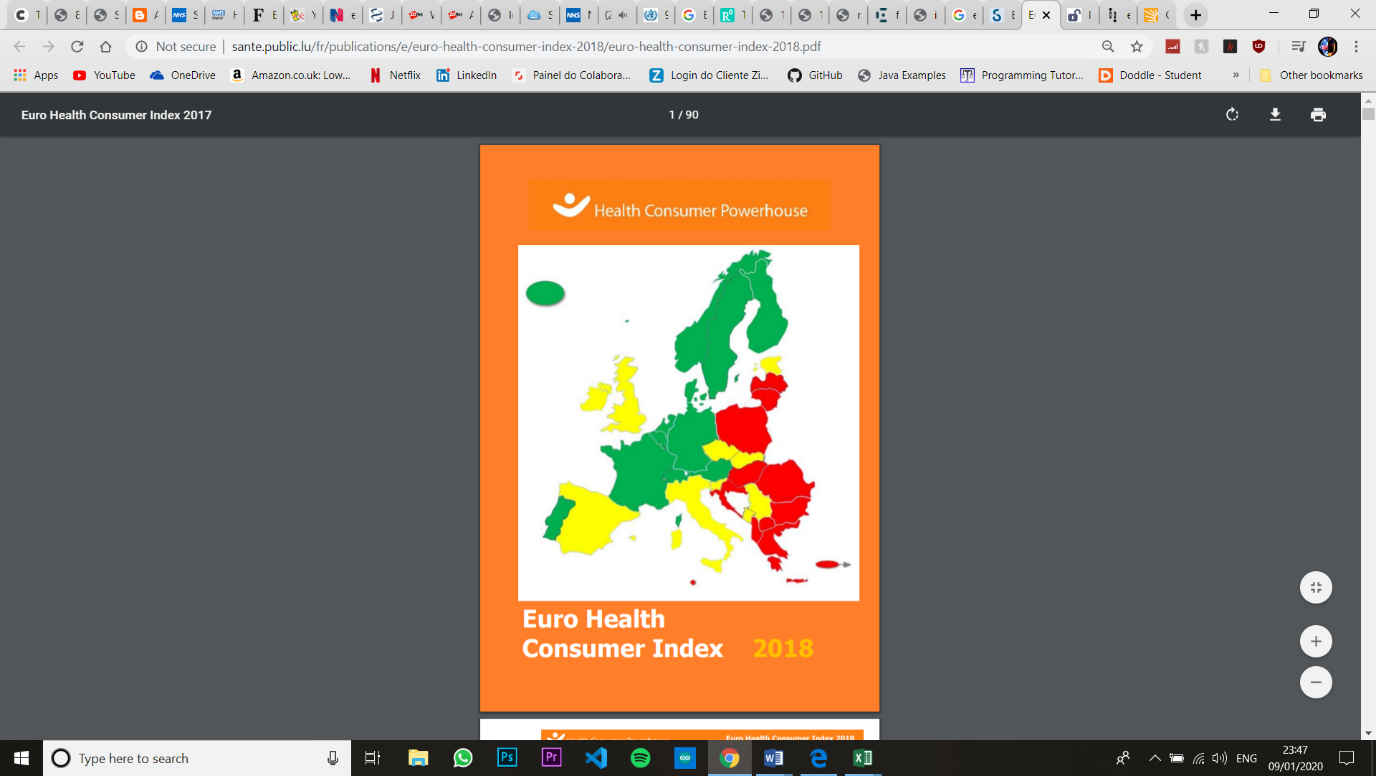 Not secure | sante.public.lu/fr/publications/e/euro-health-consumer-index-2018/euro-health-consumer-index-2018.pdf
Apps YouTube OneDrive Amazon.co.uk: Low... Netflix LinkedIn Painel do Colabora... Login do Cliente Zi... GitHub Java Examples Programming Tutor... Doddle - Student » Other bookmarks
Euro Health Consumer Index 2017 1 / 90
Health Consumer Powerhouse
Euro Health
Consumer Index 2018
Euro Health Consumer Index 2018
Type here to search
ENG
23:47
09/01/2020